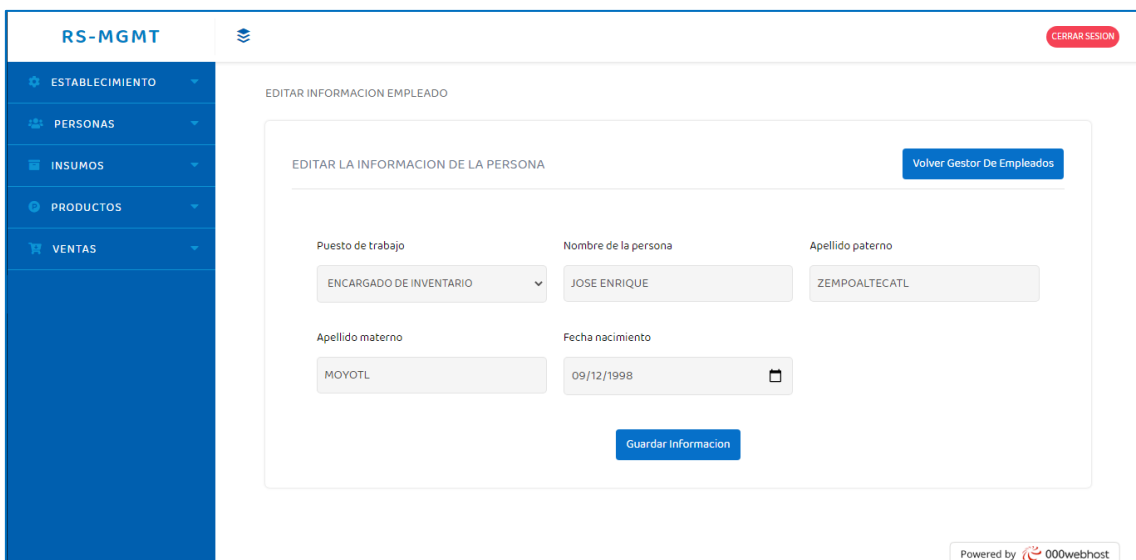 RS-MGMT
CERRAR SESION
ESTABLECIMIENTO
PERSONAS
INSUMOS
PRODUCTOS
VENTAS
EDITAR INFORMACION EMPLEADO
EDITAR LA INFORMACION DE LA PERSONA
Volver Gestor De Empleados
Puesto de trabajo Nombre de la persona Apellido paterno
ENCARGADO DE INVENTARIO JOSE ENRIQUE ZEMPOALTECATL
Apellido materno Fecha nacimiento
MOYOTL 09/12/1998
Guardar Informacion
Powered by 000webhost